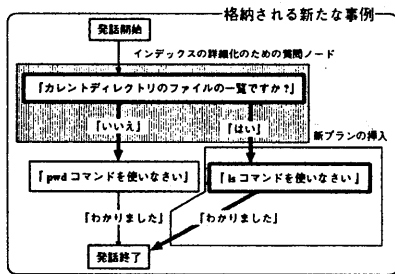 格納される新たな事例
発話開始
インデックスの詳細化のための質問ノード
『カレントディレクトリのファイルの一覧ですか？』
『いいえ』
『はい』
新プランの挿入
『pwdコマンドを使いなさい』
『lsコマンドを使いなさい』
『わかりました』
『わかりました』
発話終了